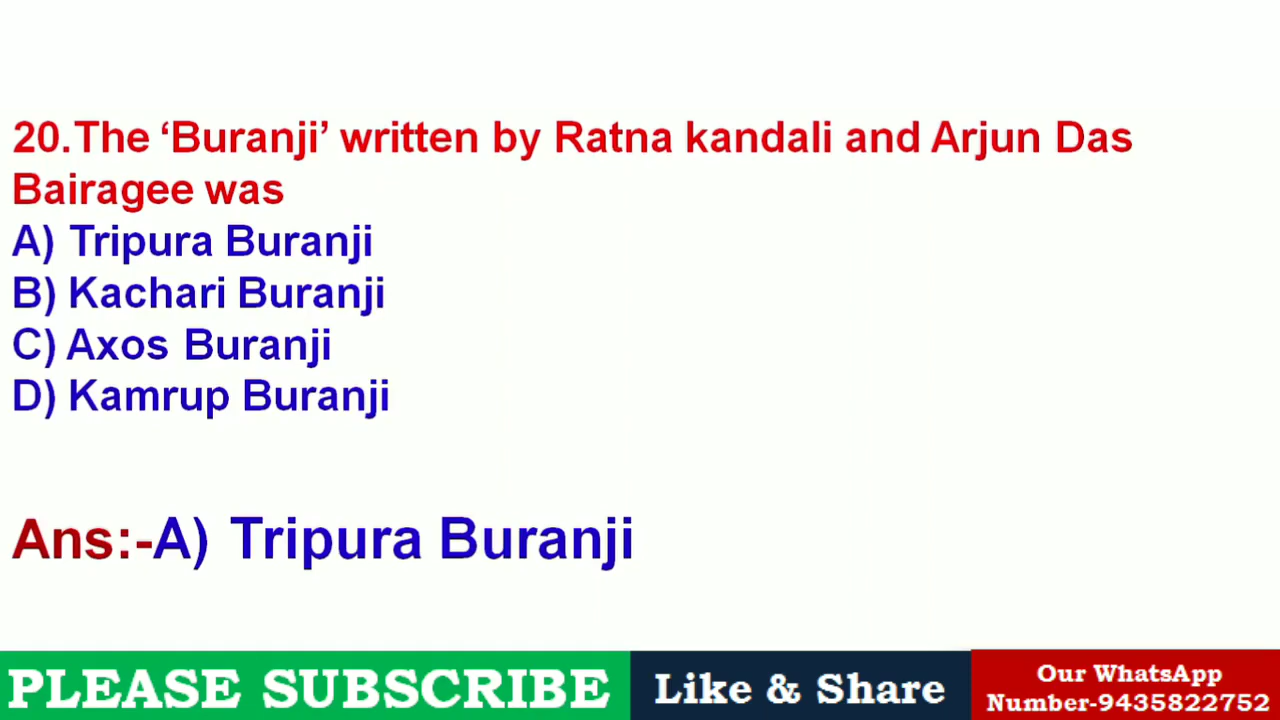 20.The ‘Buranji’ written by Ratna kandali and Arjun Das
Bairagee was
A) Tripura Buranji
B) Kachari Buranji
C) Axos Buranji
D) Kamrup Buranji
Ans:-A) Tripura Buranji
PLEASE SUBSCRIBE
Like & Share
Our WhatsApp
Number-9435822752